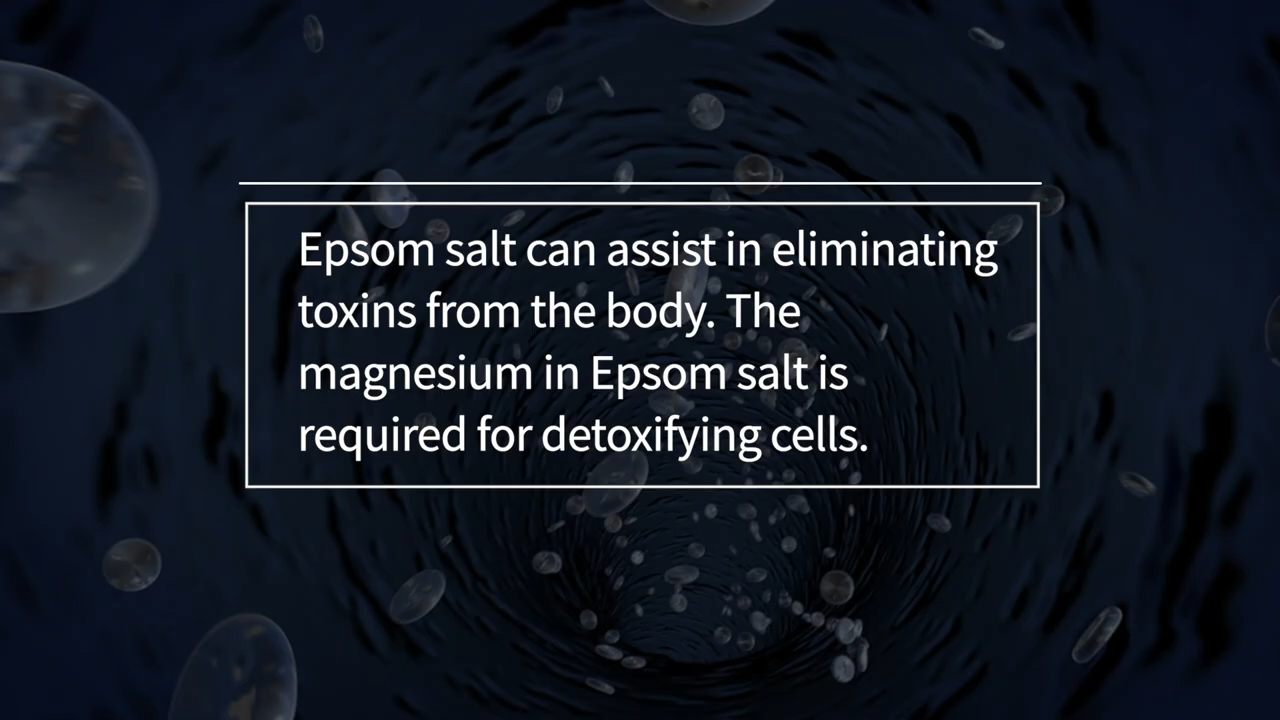 Epsom salt can assist in eliminating
toxins from the body. The
magnesium in Epsom salt is
required for detoxifying cells.